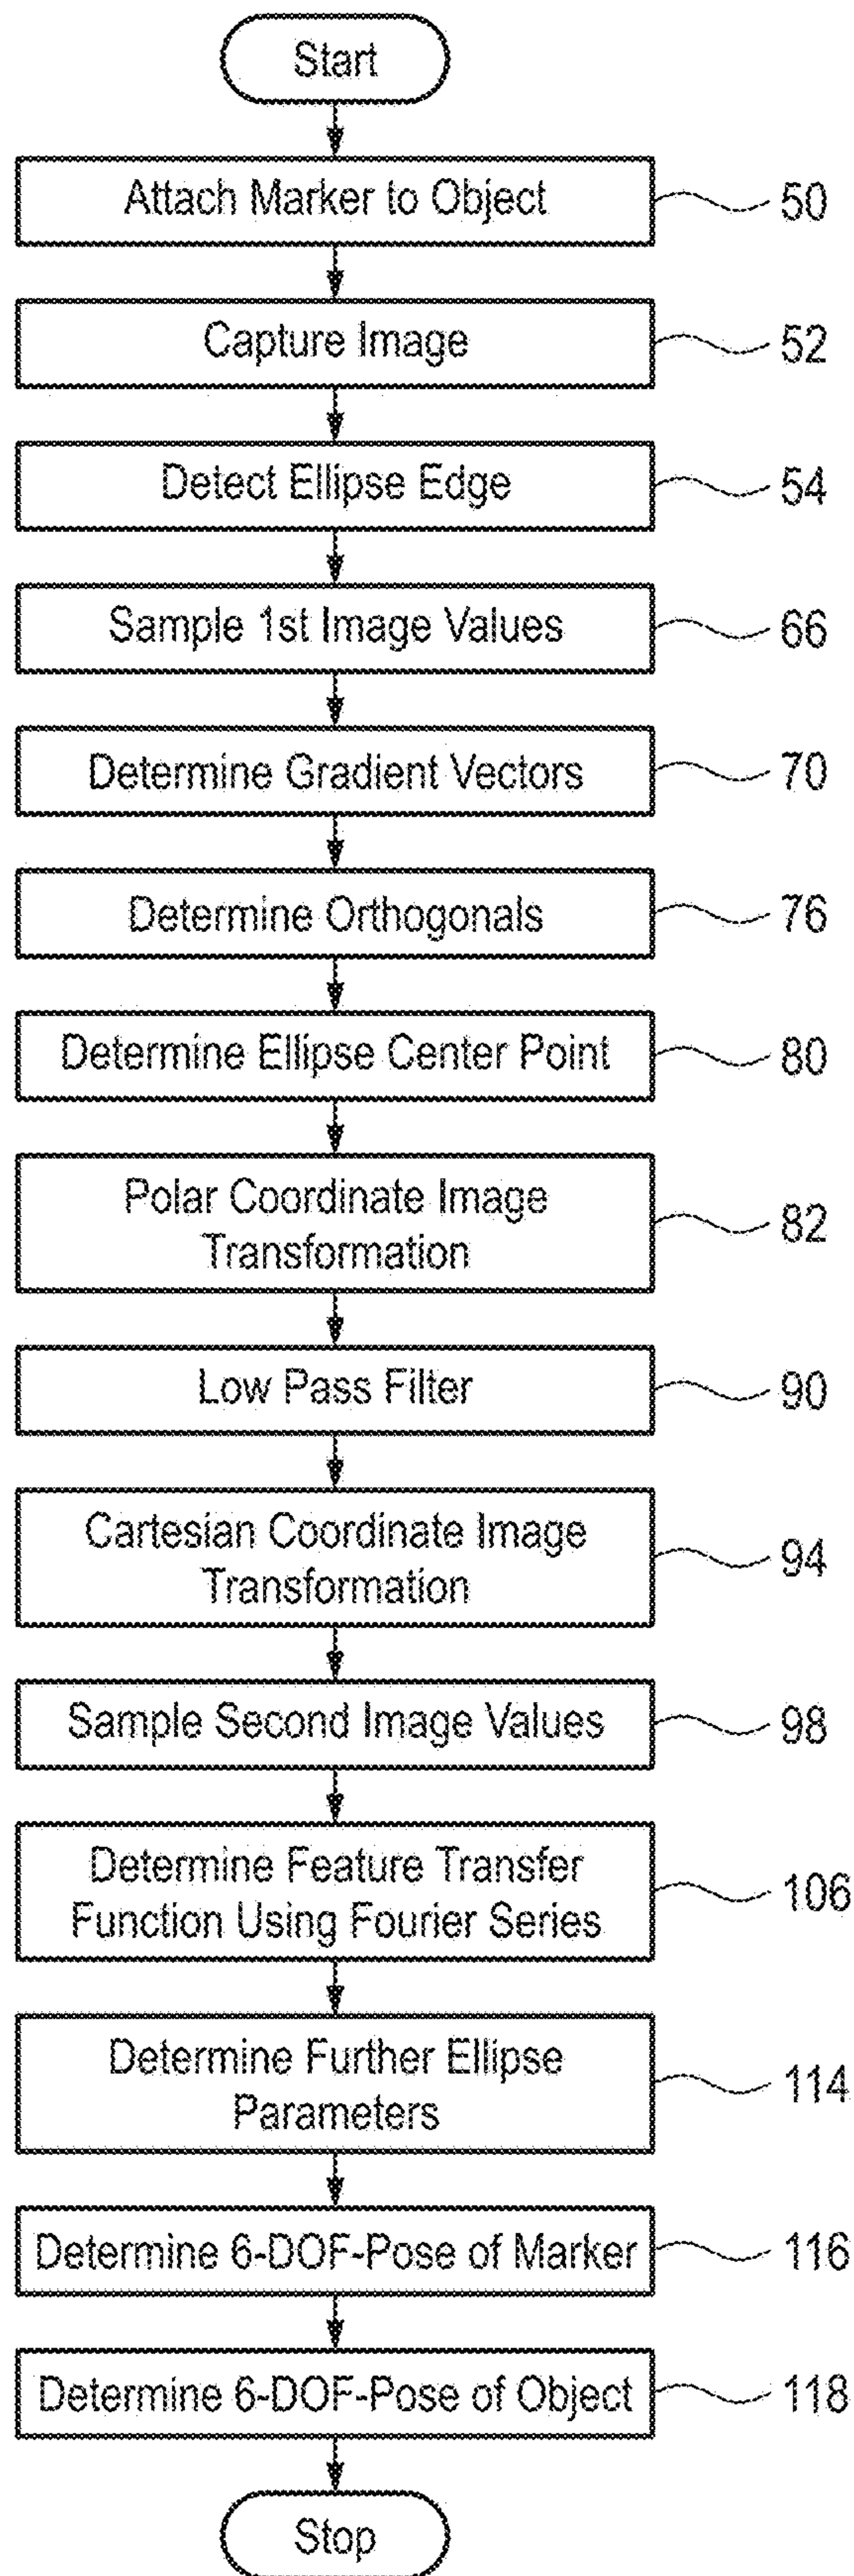 Start
Attach Marker to Object
50
Capture Image
52
Detect Ellipse Edge
54
Sample 1st Image Values
66
Determine Gradient Vectors
70
Determine Orthogonals
76
Determine Ellipse Center Point
80
Polar Coordinate Image
Transformation
82
Low Pass Filter
90
Cartesian Coordinate Image
Transformation
94
Sample Second Image Values
98
Determine Feature Transfer
Function Using Fourier Series
106
Determine Further Ellipse
Parameters
114
Determine 6-DOF-Pose of Marker
116
Determine 6-DOF-Pose of Object
118
Stop